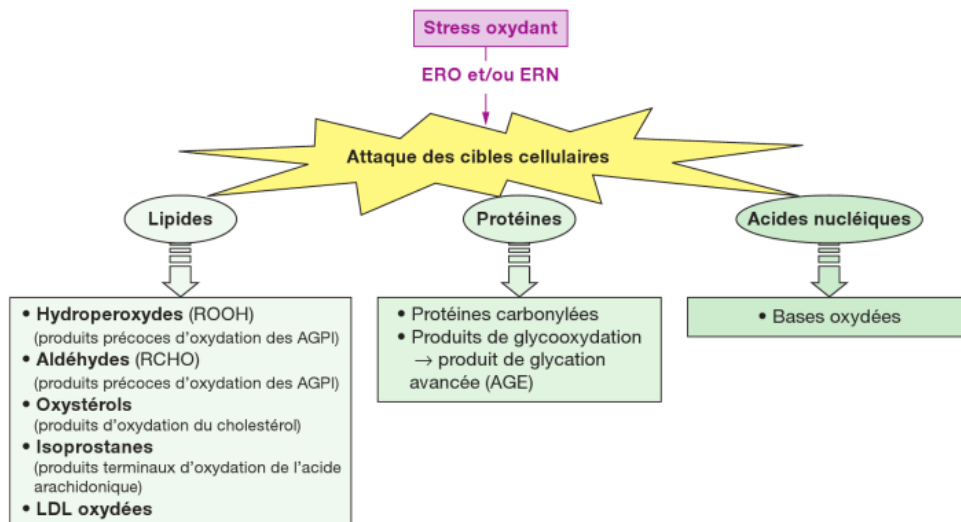 Stress oxydant
ERO et/ou ERN
Attaque des cibles cellulaires
Lipides
Protéines
Acides nucléiques
• Hydroperoxydes (ROOH)
(produits précoces d'oxydation des AGPI)
• Aldéhydes (RCHO)
(produits précoces d'oxydation des AGPI)
• Oxystérols
(produits d'oxydation du cholestérol)
• Isoprostanes
(produits terminaux d'oxydation de l'acide
arachidonique)
• LDL oxydées
• Protéines carbonylées
• Produits de glycooxydation
→ produit de glycation
avancée (AGE)
• Bases oxydées